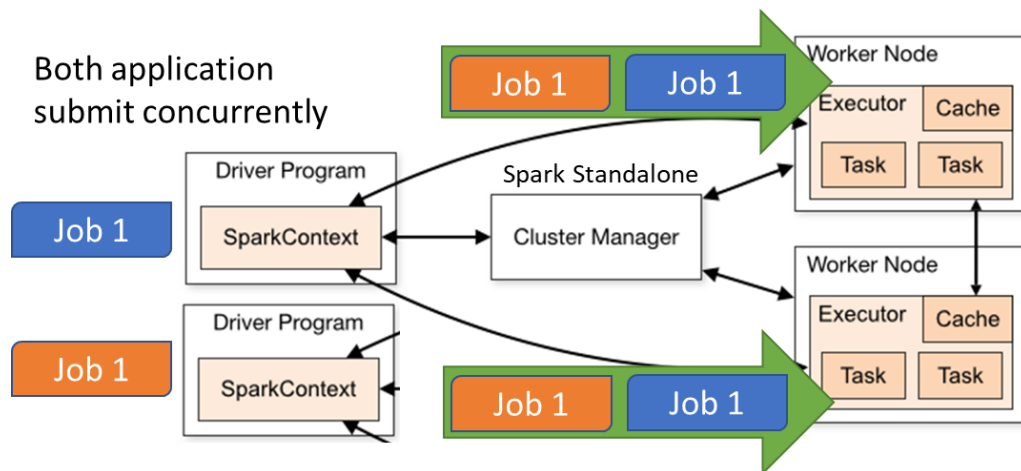 Both application
submit concurrently
Job 1
Job 1
Worker Node
Executor
Cache
Task
Task
Driver Program
Spark Standalone
Job 1
SparkContext
Cluster Manager
Worker Node
Driver Program
Executor
Cache
Job 1
SparkContext
Task
Task
Job 1
Job 1